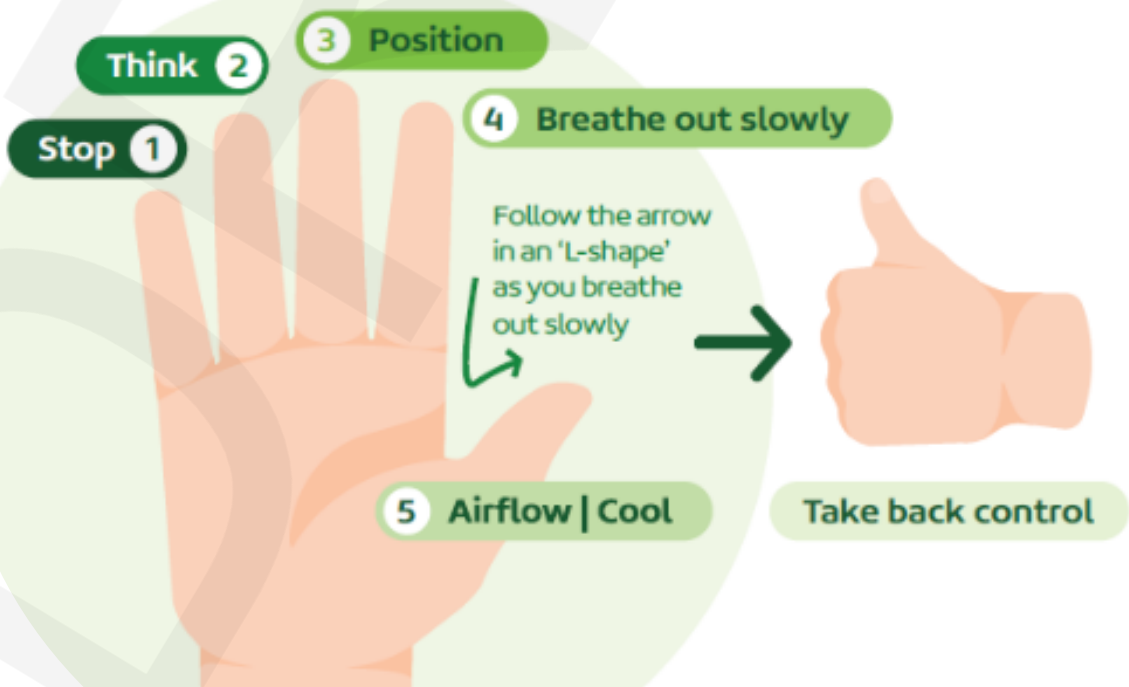 Stop 1
Think 2
3 Position
4 Breathe out slowly
Follow the arrow
in an ‘L-shape’
as you breathe
out slowly
5 Airflow | Cool
Take back control